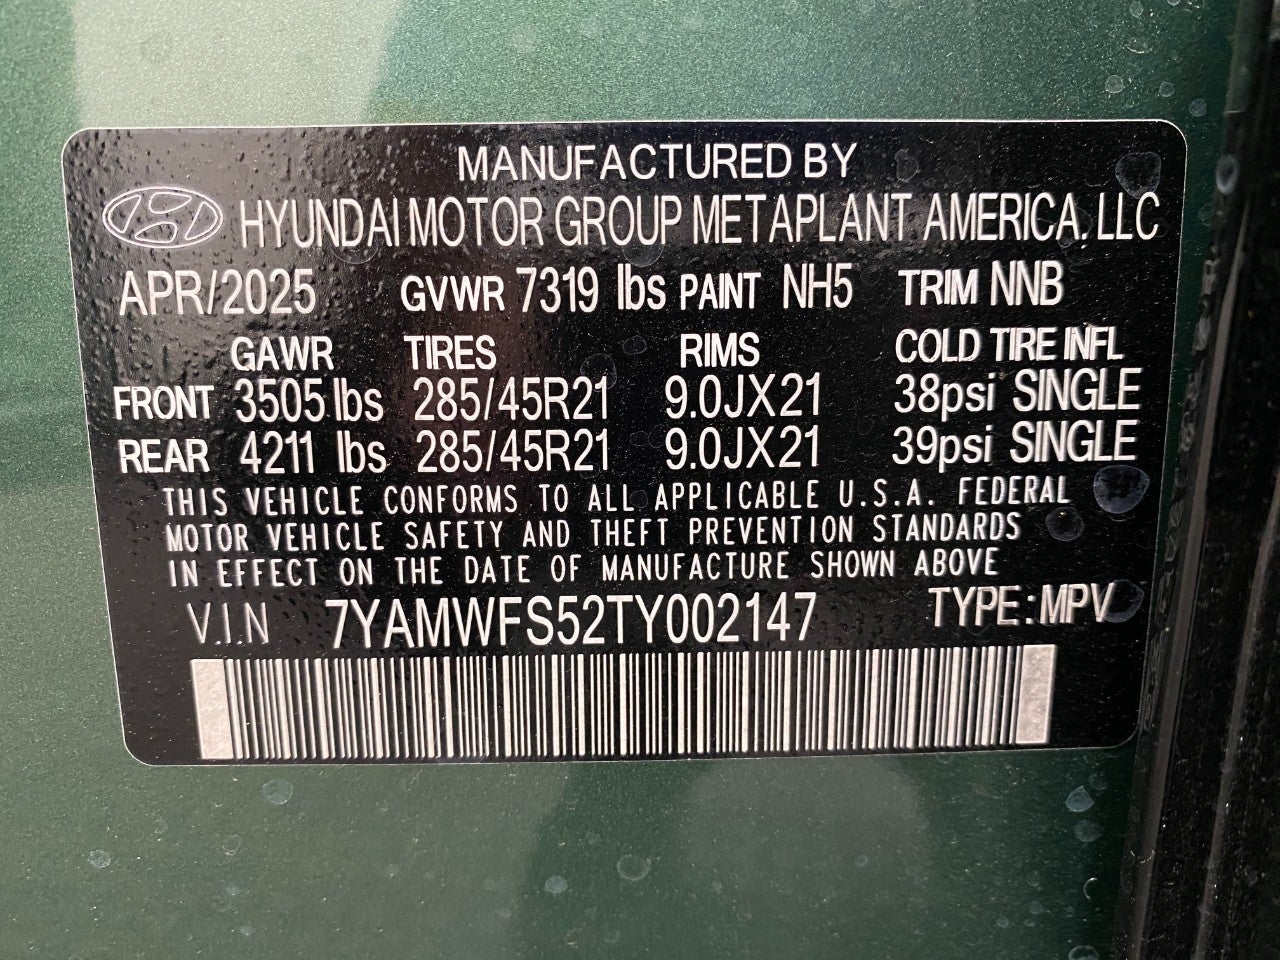 MANUFACTURED BY
HYUNDAI MOTOR GROUP METAPLANT AMERICA. LLC
APR/2025 GVWR 7319 lbs PAINT NH5 TRIM NNB
GAWR TIRES RIMS COLD TIRE INFL
FRONT 3505 lbs 285/45R21 9.0JX21 38psi SINGLE
REAR 4211 lbs 285/45R21 9.0JX21 39psi SINGLE
THIS VEHICLE CONFORMS TO ALL APPLICABLE U.S.A. FEDERAL
MOTOR VEHICLE SAFETY AND THEFT PREVENTION STANDARDS
IN EFFECT ON THE DATE OF MANUFACTURE SHOWN ABOVE
V.I.N 7YAMWFS52TY002147 TYPE: MPV